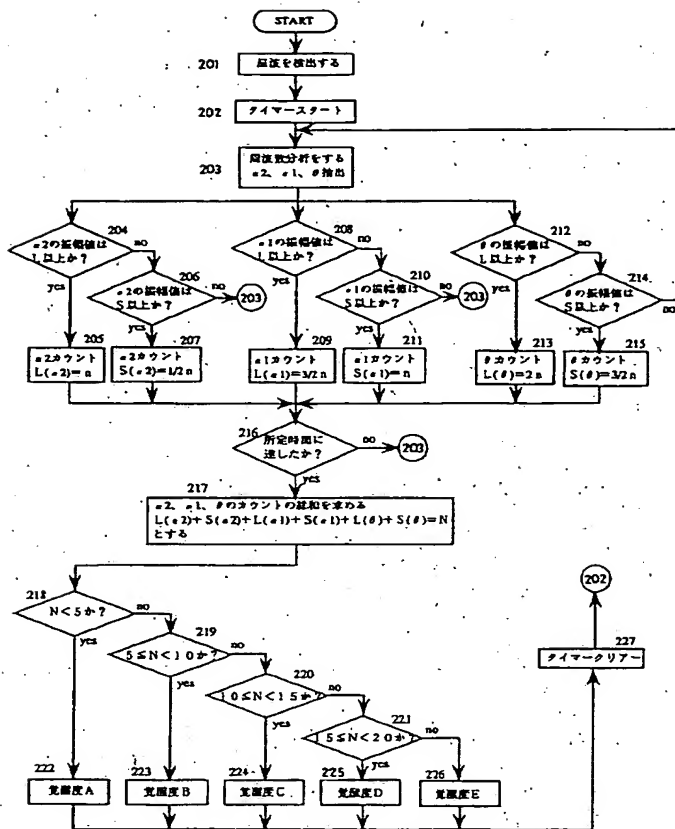 START
201
脳波を検出する
202
タイマースタート
203
周波数分析をする
α2、α1、θ抽出
204
α2の振幅値は
L以上か?
no
yes
206
α2の振幅値は
S以上か?
no
203
yes
208
α1の振幅値は
L以上か?
no
yes
210
α1の振幅値は
S以上か?
no
203
yes
212
θの振幅値は
L以上か?
no
yes
214
θの振幅値は
S以上か?
no
yes
205
α2カウント
L(α2)=n
207
α2カウント
S(α2)=1/2n
209
α1カウント
L(α1)=3/2n
211
α1カウント
S(α1)=n
213
θカウント
L(θ)=2n
215
θカウント
S(θ)=3/2n
216
所定時間に
達したか?
no
203
yes
217
α2、α1、θのカウントの総和を求める
L(α2)+S(α2)+L(α1)+S(α1)+L(θ)+S(θ)=N
とする
218
N<5か?
no
yes
219
5≦N<10か?
no
yes
220
10≦N<15か?
no
yes
221
15≦N<20か?
no
yes
202
227
タイマークリアー
222
覚醒度A
223
覚醒度B
224
覚醒度C
225
覚醒度D
226
覚醒度E